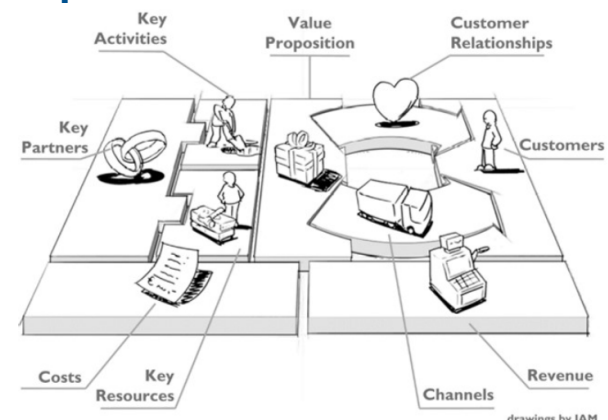 Key
Activities
Value
Proposition
Customer
Relationships
Key
Partners
Customers
Costs
Key
Resources
Channels
Revenue
drawings by JAM